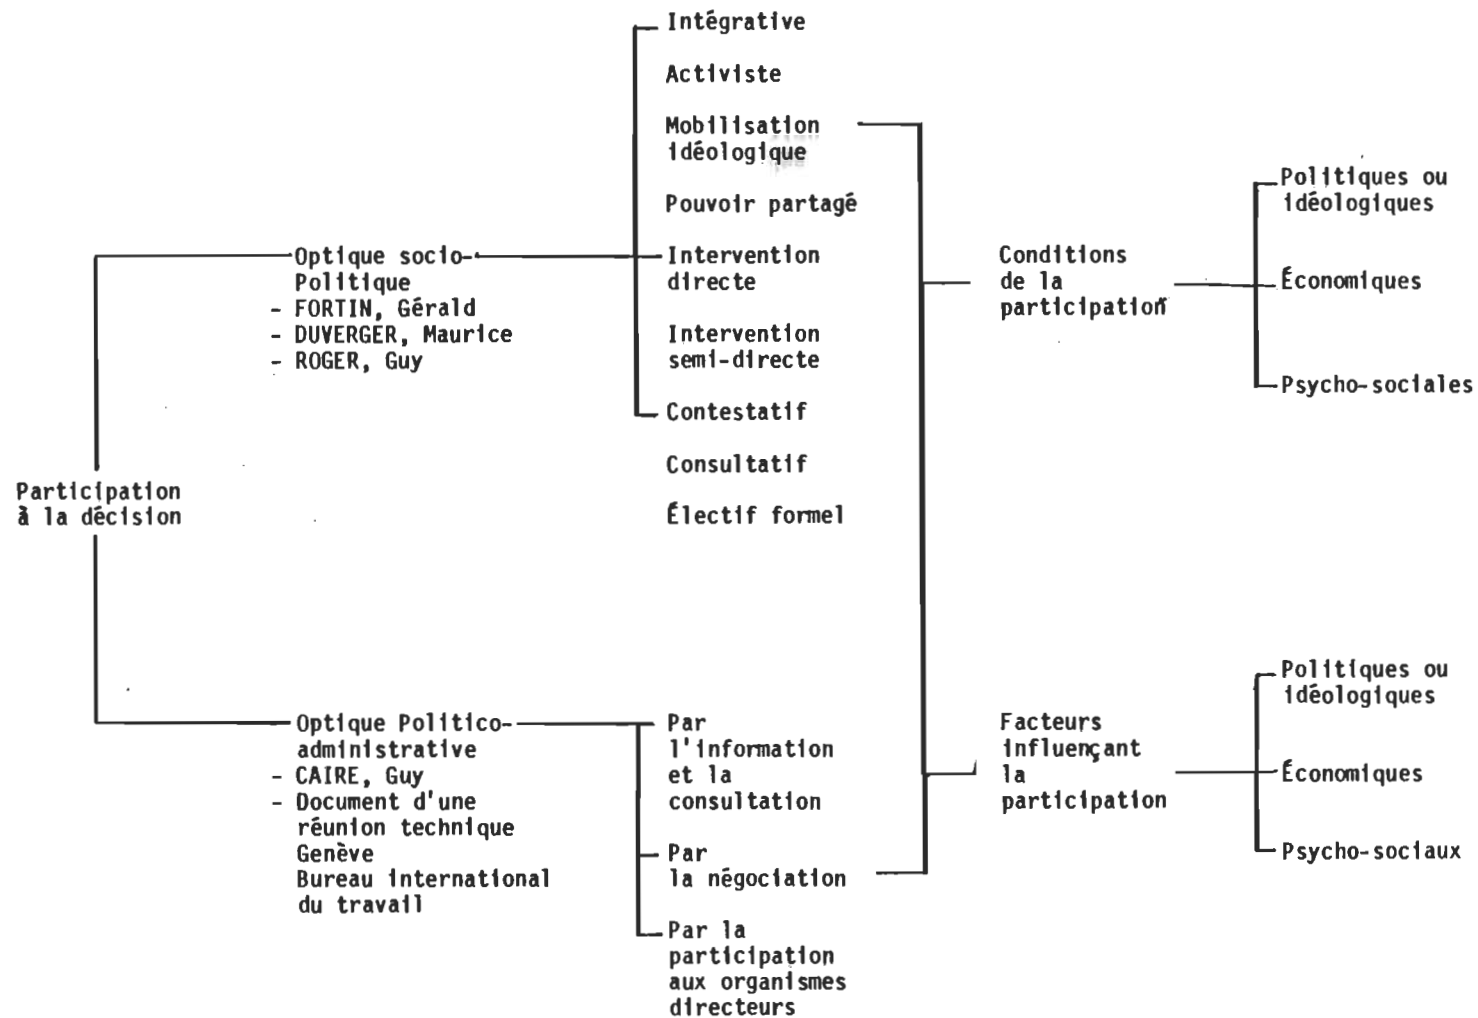 Participation
à la décision
Optique socio-
Politique
- FORTIN, Gérald
- DUVERGER, Maurice
- ROGER, Guy
Optique Politico-
administrative
- CAIRE, Guy
- Document d'une
réunion technique
Genève
Bureau international
du travail
Intégrative
Activiste
Mobilisation
idéologique
Pouvoir partagé
Intervention
directe
Intervention
semi-directe
Contestatif
Consultatif
Électif formel
Par
l'information
et la
consultation
Par
la négociation
Par la
participation
aux organismes
directeurs
Conditions
de la
participation
Facteurs
influençant
la
participation
Politiques ou
idéologiques
Économiques
Psycho-sociales
Politiques ou
idéologiques
Économiques
Psycho-sociaux